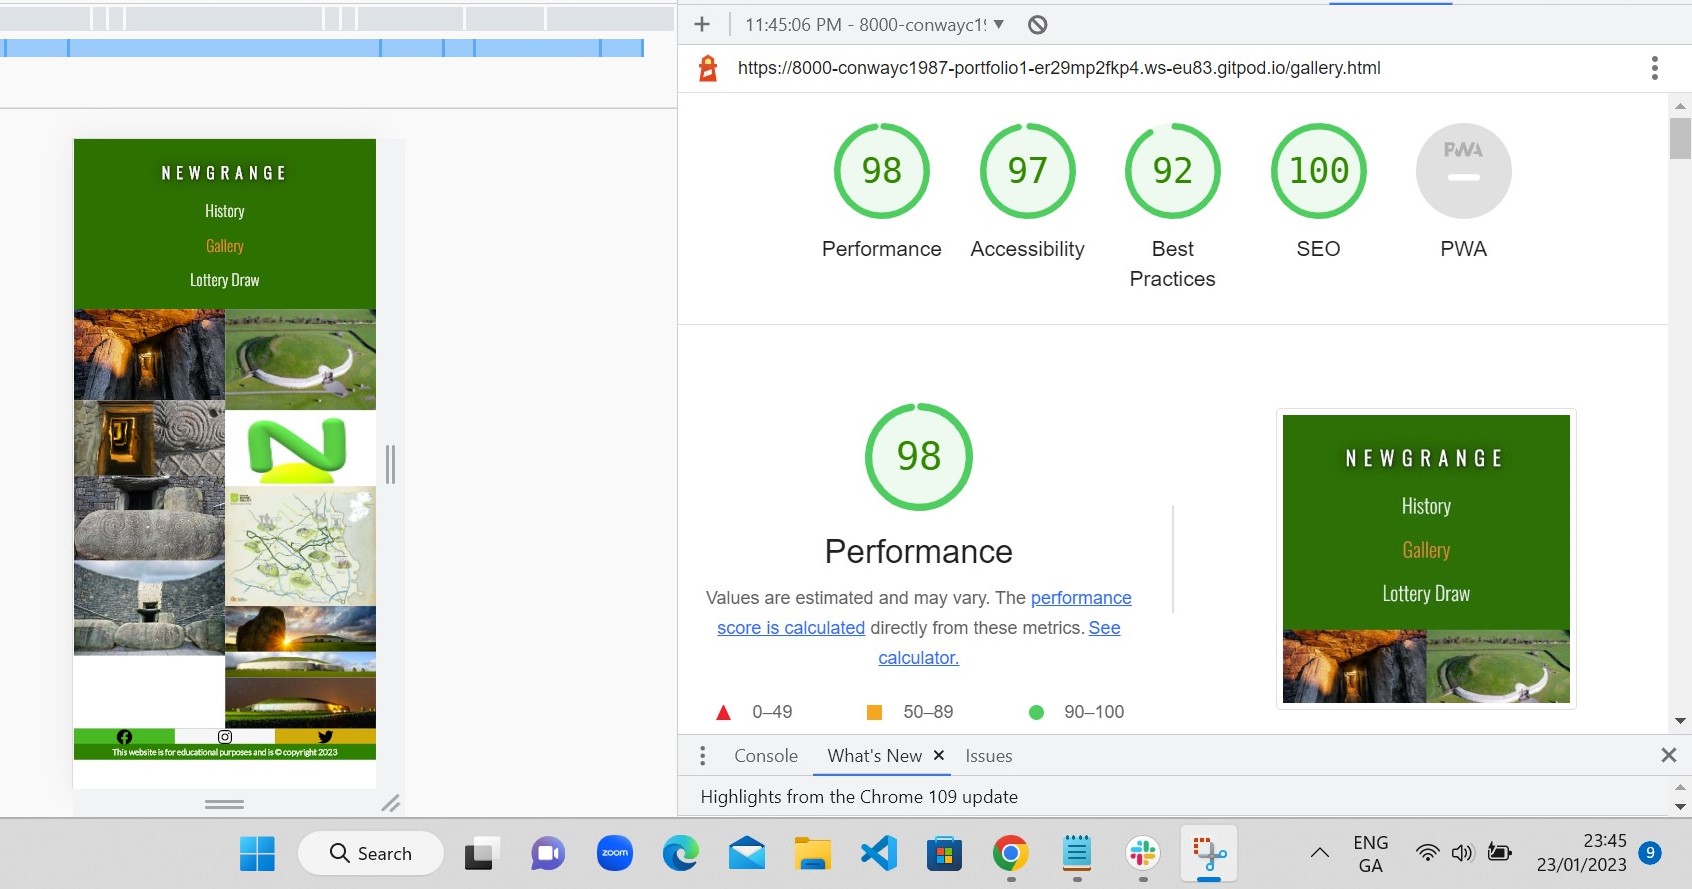 11:45:06 PM - 8000-conwayc19
https://8000-conwayc1987-portfolio1-er29mp2fkp4.ws-eu83.gitpod.io/gallery.html
98
97
92
100
PWA
Performance
Accessibility
Best
Practices
SEO
PWA
NEWGRANGE
History
Gallery
Lottery Draw
This website is for educational purposes and is © copyright 2023
98
Performance
Values are estimated and may vary. The performance
score is calculated directly from these metrics. See
calculator.
0–49
50–89
90–100
NEWGRANGE
History
Gallery
Lottery Draw
Console
What's New
Issues
Highlights from the Chrome 109 update
Search
zoom
ENG
GA
23:45
23/01/2023
9